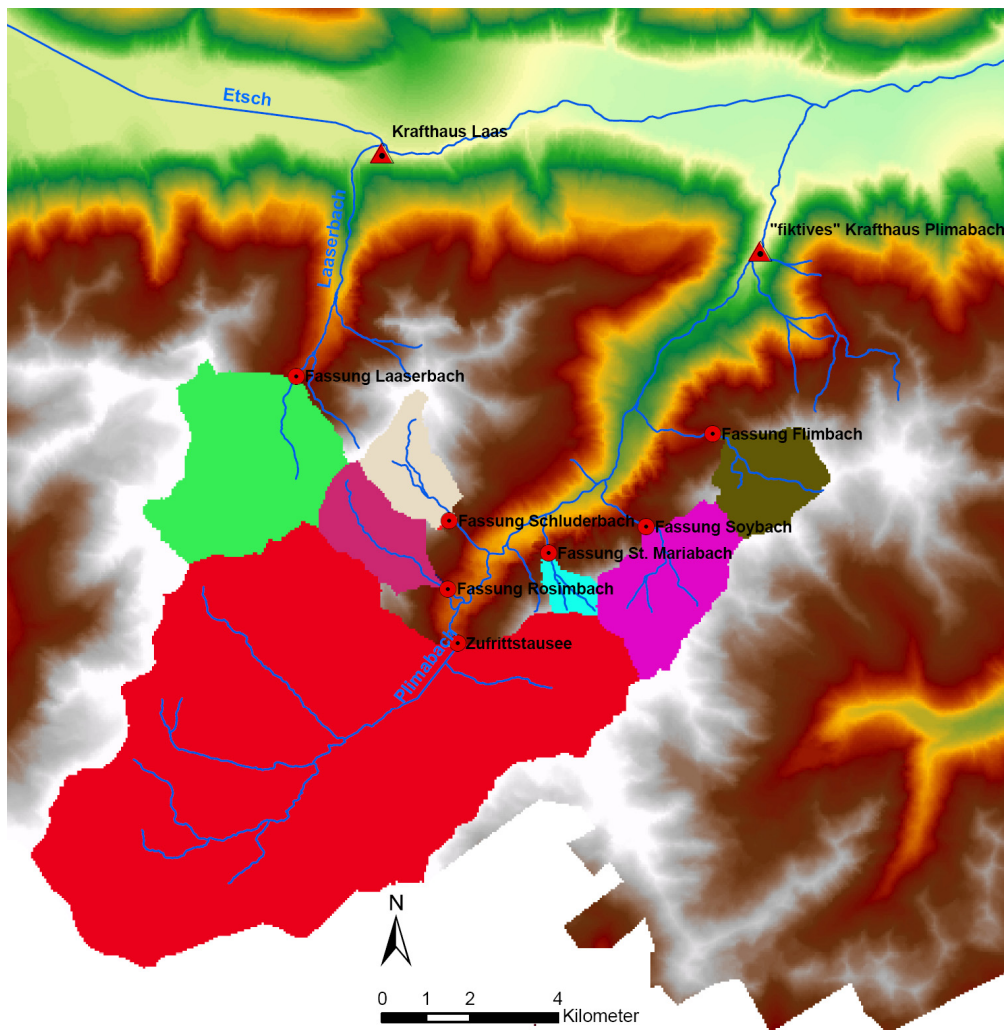 Etsch
Krafthaus Laas
Laaserbach
"fiktives" Krafthaus Plimabach
Fassung Laaserbach
Fassung Flimbach
Fassung Schluderbach
Fassung Soybach
Fassung St. Mariabach
Fassung Rosimbach
Zufrittstausee
Plimabach
N
0 1 2 4
Kilometer